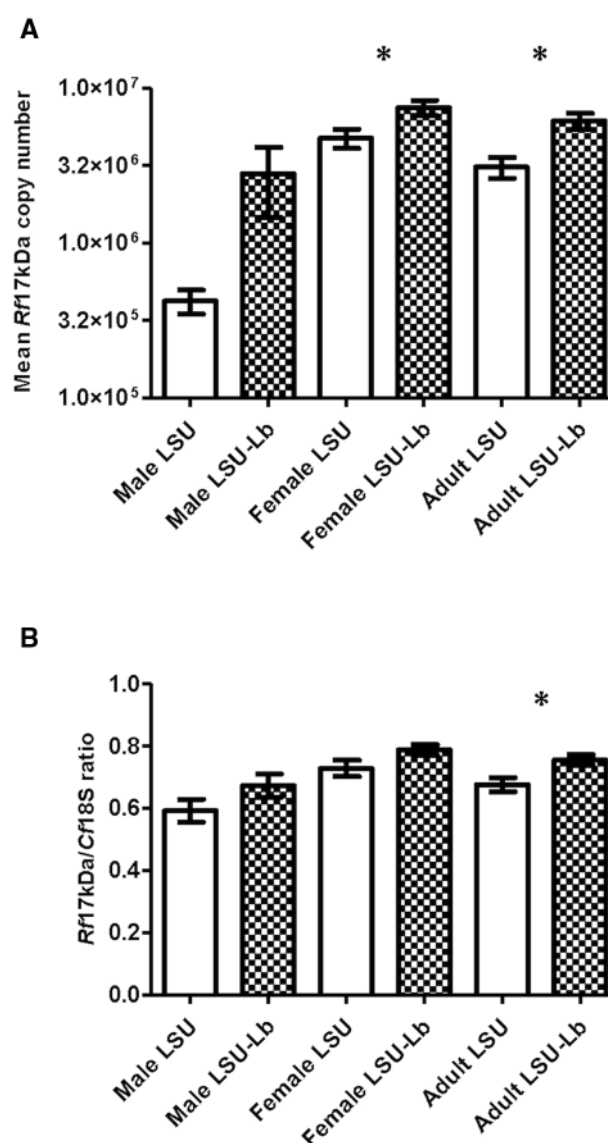 A
* *
Mean Rf17kDa copy number
1.0×10⁷
3.2×10⁶
1.0×10⁶
3.2×10⁵
1.0×10⁵
Male LSU
Male LSU-Lb
Female LSU
Female LSU-Lb
Adult LSU
Adult LSU-Lb
B
*
Rf17kDa/Cf18S ratio
1.0
0.8
0.6
0.4
0.2
0.0
Male LSU
Male LSU-Lb
Female LSU
Female LSU-Lb
Adult LSU
Adult LSU-Lb